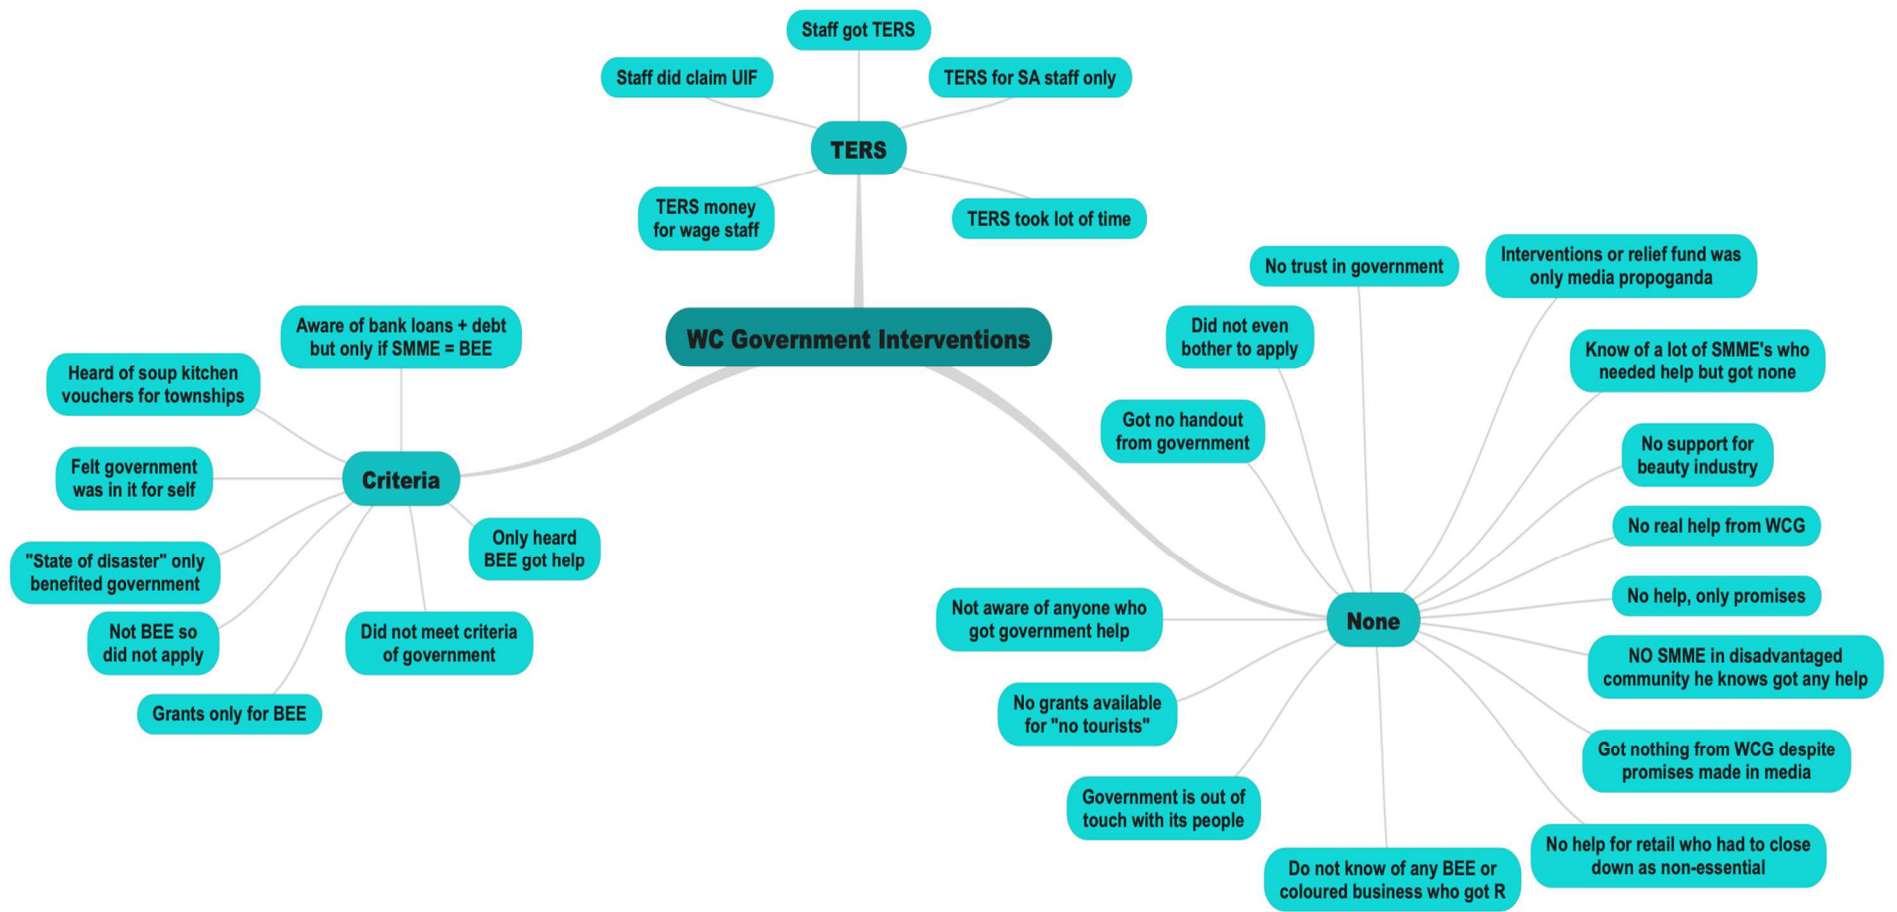 Staff got TERS
Staff did claim UIF
TERS for SA staff only
TERS
TERS money
for wage staff
TERS took lot of time
WC Government Interventions
Aware of bank loans + debt
but only if SMME = BEE
Heard of soup kitchen
vouchers for townships
Felt government
was in it for self
Criteria
"State of disaster" only
benefited government
Only heard
BEE got help
Not BEE so
did not apply
Did not meet criteria
of government
Grants only for BEE
No trust in government
Interventions or relief fund was
only media propoganda
Did not even
bother to apply
Know of a lot of SMME's who
needed help but got none
Got no handout
from government
No support for
beauty industry
No real help from WCG
No help, only promises
Not aware of anyone who
got government help
None
NO SMME in disadvantaged
community he knows got any help
No grants available
for "no tourists"
Got nothing from WCG despite
promises made in media
Government is out of
touch with its people
No help for retail who had to close
down as non-essential
Do not know of any BEE or
coloured business who got R